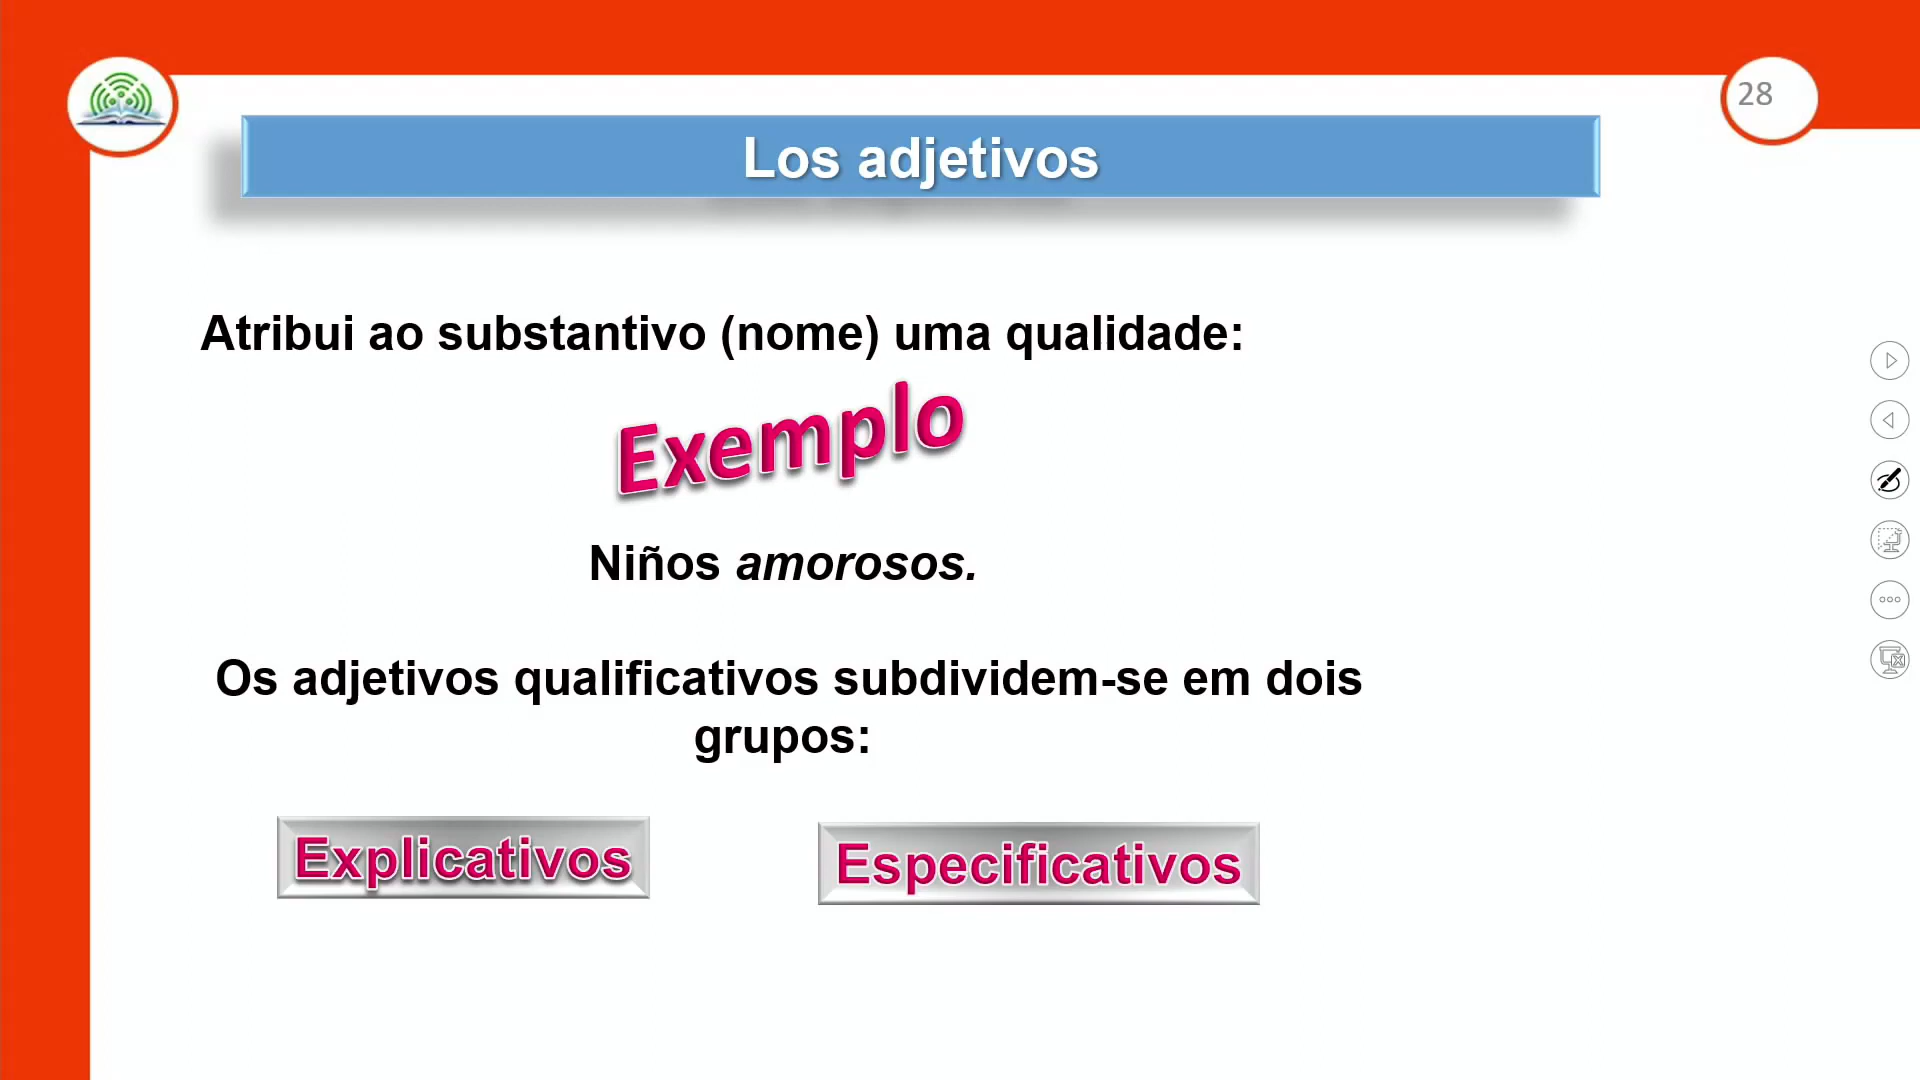 28
Los adjetivos
Atribui ao substantivo (nome) uma qualidade:
Exemplo
Niños amorosos.
Os adjetivos qualificativos subdividem-se em dois
grupos:
Explicativos
Especificativos